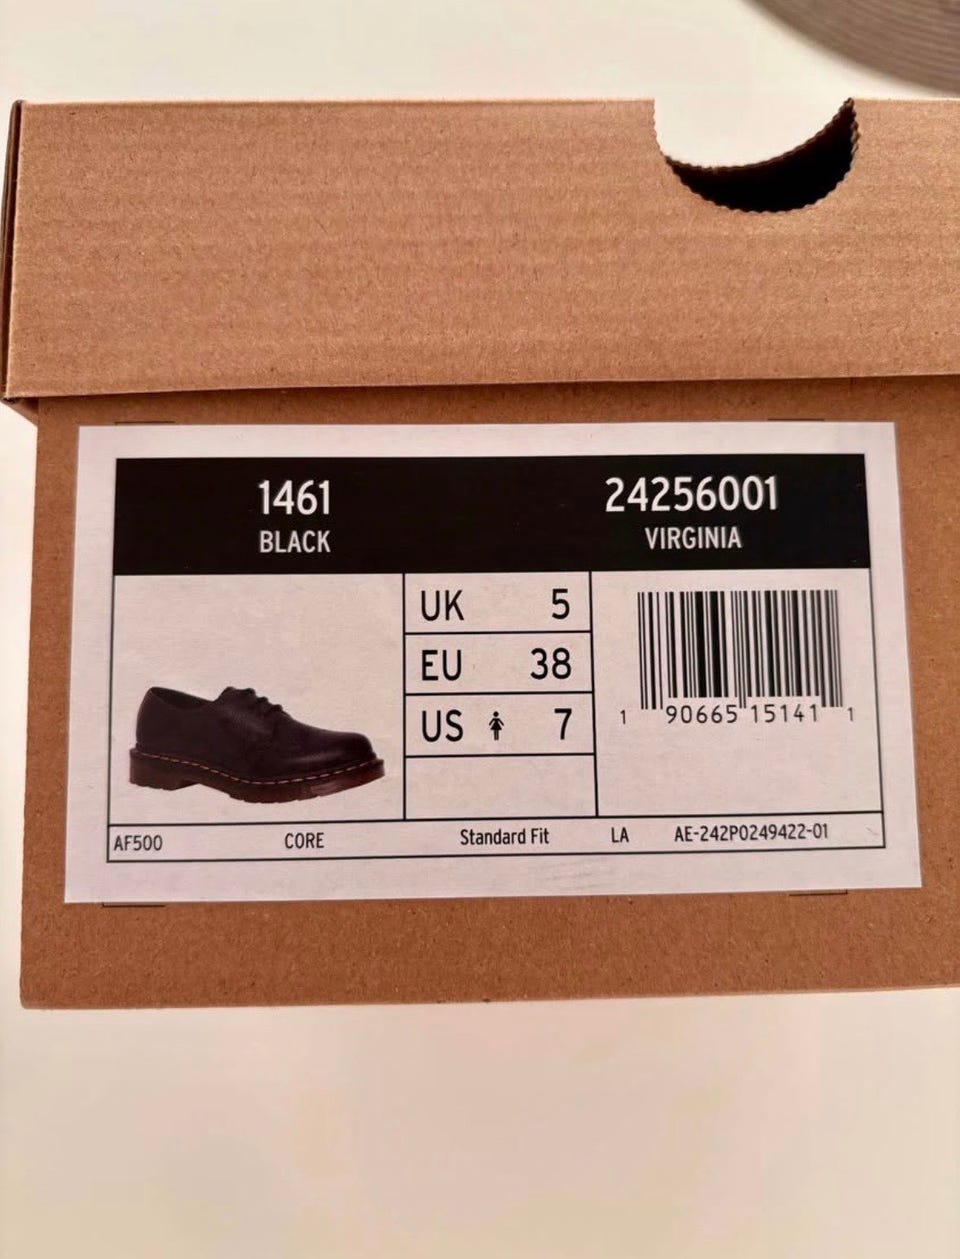 1461
BLACK
24256001
VIRGINIA
UK 5
EU 38
US 7
1 90665 15141 1
AF500 CORE Standard Fit LA AE-242P0249422-01